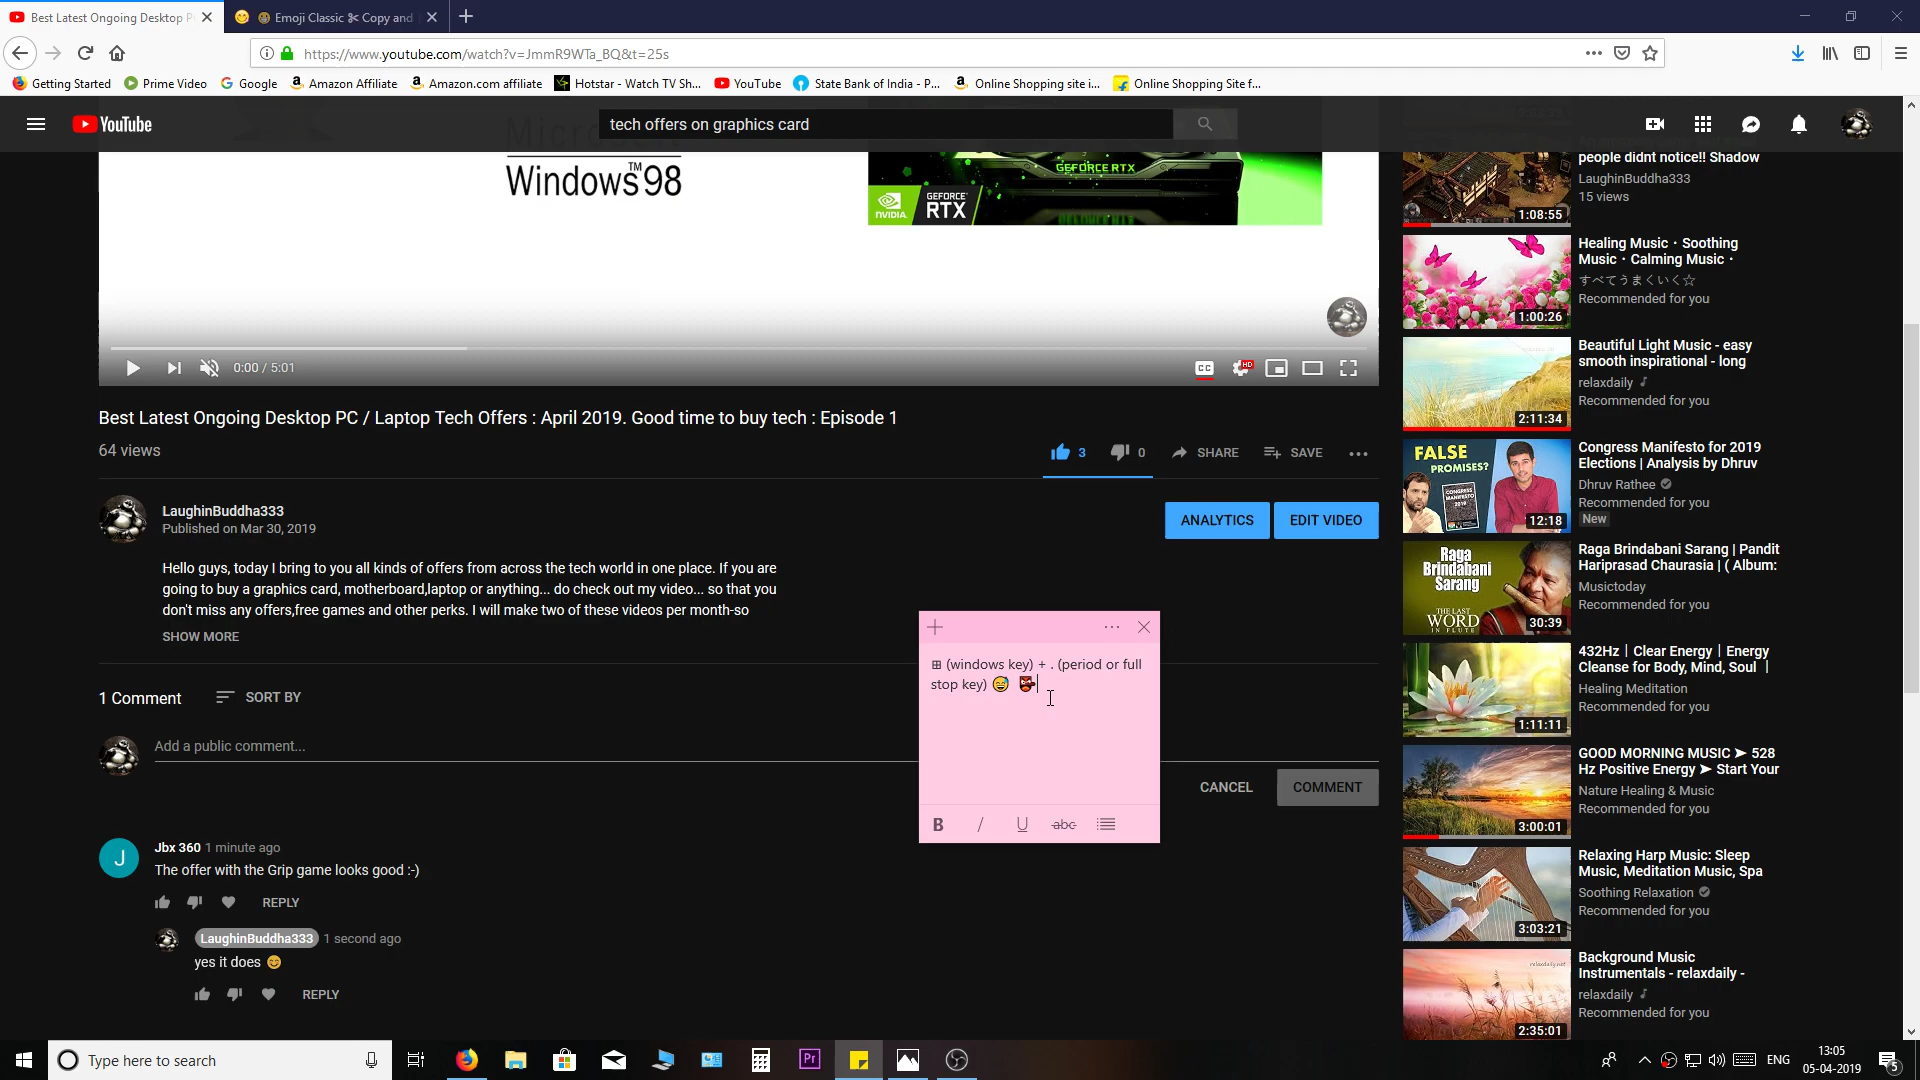 Best Latest Ongoing Desktop P
Emoji Classic ✂ Copy and
https://www.youtube.com/watch?v=JmmR9WTa_BQ&t=25s
Getting Started
Prime Video
Google
Amazon Affiliate
Amazon.com affiliate
Hotstar - Watch TV Sh...
YouTube
State Bank of India - P...
Online Shopping site i...
Online Shopping Site f...
YouTube
tech offers on graphics card
Windows™98
GEFORCE RTX
NVIDIA.
GEFORCE
RTX
0:00 / 5:01
CC
HD
Best Latest Ongoing Desktop PC / Laptop Tech Offers : April 2019. Good time to buy tech : Episode 1
64 views
3
0
SHARE
SAVE
LaughinBuddha333
Published on Mar 30, 2019
ANALYTICS
EDIT VIDEO
Hello guys, today I bring to you all kinds of offers from across the tech world in one place. If you are
going to buy a graphics card, motherboard,laptop or anything... do check out my video... so that you
don't miss any offers,free games and other perks. I will make two of these videos per month-so
SHOW MORE
1 Comment
SORT BY
Add a public comment...
CANCEL
COMMENT
J
Jbx 360 1 minute ago
The offer with the Grip game looks good :-)
REPLY
LaughinBuddha333 1 second ago
yes it does 😊
REPLY
⊞ (windows key) + . (period or full
stop key) 😅 👺
B
/
U
abc
people didnt notice!! Shadow
LaughinBuddha333
15 views
1:08:55
Healing Music・Soothing
Music・Calming Music・
すべてうまくいく☆
Recommended for you
1:00:26
Beautiful Light Music - easy
smooth inspirational - long
relaxdaily ♪
Recommended for you
2:11:34
FALSE
PROMISES?
CONGRESS
MANIFESTO
2019
12:18
Congress Manifesto for 2019
Elections | Analysis by Dhruv
Dhruv Rathee
Recommended for you
New
Raga
Brindabani
Sarang
THE LAST
WORD
IN FLUTE
30:39
Raga Brindabani Sarang | Pandit
Hariprasad Chaurasia | ( Album:
Musictoday
Recommended for you
432Hz | Clear Energy | Energy
Cleanse for Body, Mind, Soul |
Healing Meditation
Recommended for you
1:11:11
GOOD MORNING MUSIC ➤ 528
Hz Positive Energy ➤ Start Your
Nature Healing & Music
Recommended for you
3:00:01
Relaxing Harp Music: Sleep
Music, Meditation Music, Spa
Soothing Relaxation
Recommended for you
3:03:21
Background Music
Instrumentals - relaxdaily -
relaxdaily ♪
Recommended for you
relaxdaily.net
2:35:01
Type here to search
Pr
ENG
13:05
05-04-2019
5